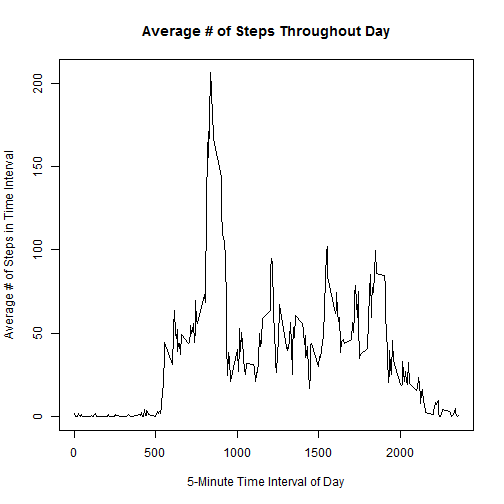 Average # of Steps Throughout Day
Average # of Steps in Time Interval
200
150
100
50
0
0 500 1000 1500 2000
5-Minute Time Interval of Day